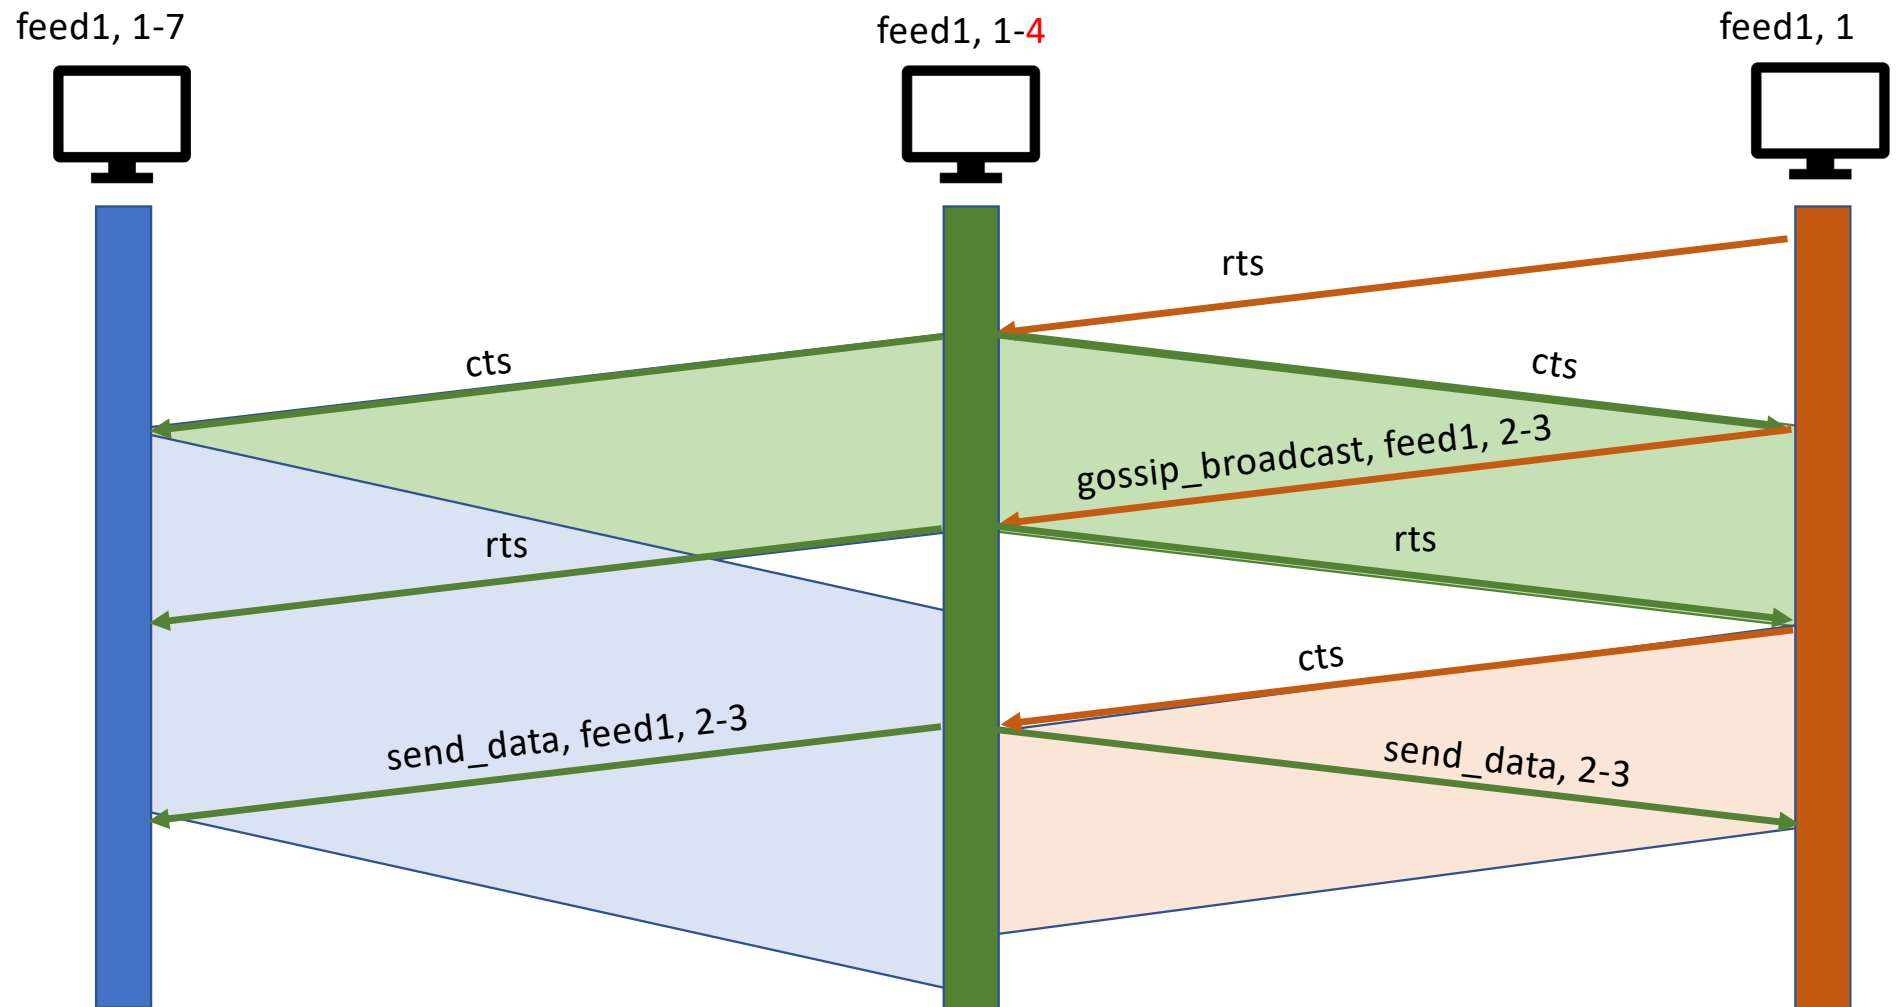 feed1, 1-7
feed1, 1-4
feed1, 1
rts
cts
cts
gossip_broadcast, feed1, 2-3
rts
rts
cts
send_data, feed1, 2-3
send_data, 2-3